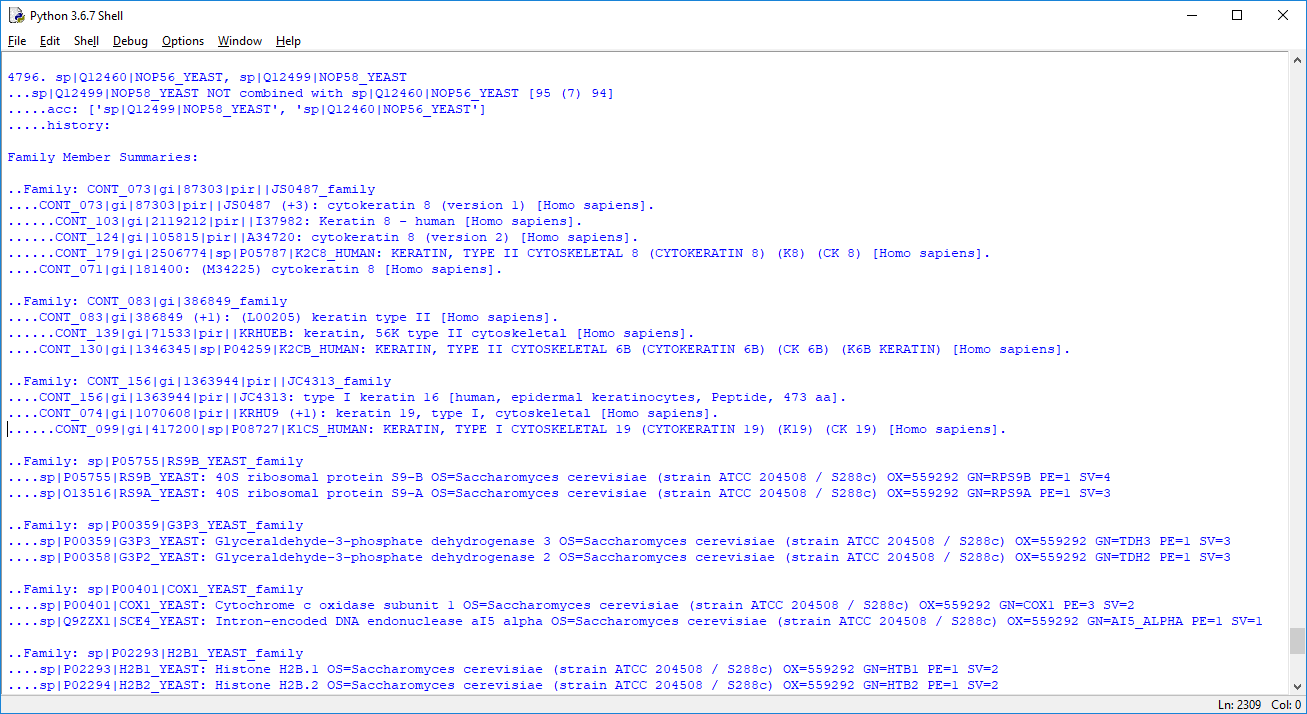 Python 3.6.7 Shell
File Edit Shell Debug Options Window Help
4796. sp|Q12460|NOP56_YEAST, sp|Q12499|NOP58_YEAST
...sp|Q12499|NOP58_YEAST NOT combined with sp|Q12460|NOP56_YEAST [95 (7) 94]
.....acc: ['sp|Q12499|NOP58_YEAST', 'sp|Q12460|NOP56_YEAST']
.....history:
Family Member Summaries:
..Family: CONT_073|gi|87303|pir||JS0487_family
....CONT_073|gi|87303|pir||JS0487 (+3): cytokeratin 8 (version 1) [Homo sapiens].
......CONT_103|gi|2119212|pir||I37982: Keratin 8 - human [Homo sapiens].
......CONT_124|gi|105815|pir||A34720: cytokeratin 8 (version 2) [Homo sapiens].
......CONT_179|gi|2506774|sp|P05787|K2C8_HUMAN: KERATIN, TYPE II CYTOSKELETAL 8 (CYTOKERATIN 8) (K8) (CK 8) [Homo sapiens].
....CONT_071|gi|181400: (M34225) cytokeratin 8 [Homo sapiens].
..Family: CONT_083|gi|386849_family
....CONT_083|gi|386849 (+1): (L00205) keratin type II [Homo sapiens].
......CONT_139|gi|71533|pir||KRHUEB: keratin, 56K type II cytoskeletal [Homo sapiens].
....CONT_130|gi|1346345|sp|P04259|K2CB_HUMAN: KERATIN, TYPE II CYTOSKELETAL 6B (CYTOKERATIN 6B) (CK 6B) (K6B KERATIN) [Homo sapiens].
..Family: CONT_156|gi|1363944|pir||JC4313_family
....CONT_156|gi|1363944|pir||JC4313: type I keratin 16 [human, epidermal keratinocytes, Peptide, 473 aa].
....CONT_074|gi|1070608|pir||KRHU9 (+1): keratin 19, type I, cytoskeletal [Homo sapiens].
......CONT_099|gi|417200|sp|P08727|K1CS_HUMAN: KERATIN, TYPE I CYTOSKELETAL 19 (CYTOKERATIN 19) (K19) (CK 19) [Homo sapiens].
..Family: sp|P05755|RS9B_YEAST_family
....sp|P05755|RS9B_YEAST: 40S ribosomal protein S9-B OS=Saccharomyces cerevisiae (strain ATCC 204508 / S288c) OX=559292 GN=RPS9B PE=1 SV=4
....sp|O13516|RS9A_YEAST: 40S ribosomal protein S9-A OS=Saccharomyces cerevisiae (strain ATCC 204508 / S288c) OX=559292 GN=RPS9A PE=1 SV=3
..Family: sp|P00359|G3P3_YEAST_family
....sp|P00359|G3P3_YEAST: Glyceraldehyde-3-phosphate dehydrogenase 3 OS=Saccharomyces cerevisiae (strain ATCC 204508 / S288c) OX=559292 GN=TDH3 PE=1 SV=3
....sp|P00358|G3P2_YEAST: Glyceraldehyde-3-phosphate dehydrogenase 2 OS=Saccharomyces cerevisiae (strain ATCC 204508 / S288c) OX=559292 GN=TDH2 PE=1 SV=3
..Family: sp|P00401|COX1_YEAST_family
....sp|P00401|COX1_YEAST: Cytochrome c oxidase subunit 1 OS=Saccharomyces cerevisiae (strain ATCC 204508 / S288c) OX=559292 GN=COX1 PE=3 SV=2
....sp|Q9ZZX1|SCE4_YEAST: Intron-encoded DNA endonuclease aI5 alpha OS=Saccharomyces cerevisiae (strain ATCC 204508 / S288c) OX=559292 GN=AI5_ALPHA PE=1 SV=1
..Family: sp|P02293|H2B1_YEAST_family
....sp|P02293|H2B1_YEAST: Histone H2B.1 OS=Saccharomyces cerevisiae (strain ATCC 204508 / S288c) OX=559292 GN=HTB1 PE=1 SV=2
....sp|P02294|H2B2_YEAST: Histone H2B.2 OS=Saccharomyces cerevisiae (strain ATCC 204508 / S288c) OX=559292 GN=HTB2 PE=1 SV=2
Ln: 2309 Col: 0